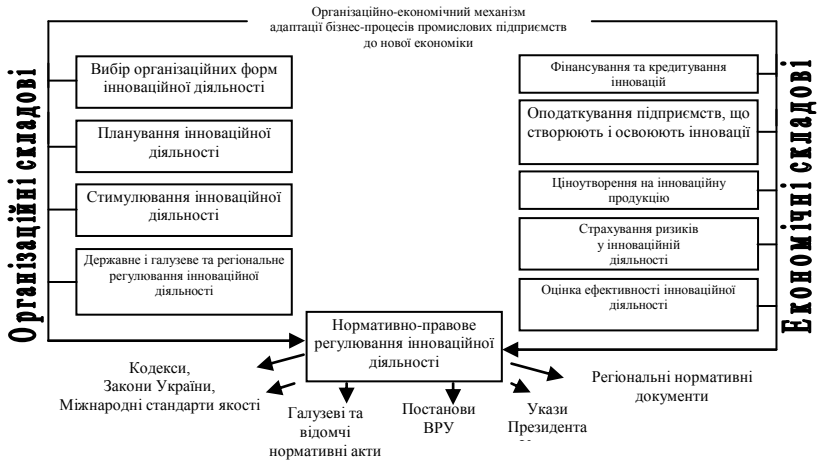 Організаційно-економічний механізм
адаптації бізнес-процесів промислових підприємств
до нової економіки
Організаційні складові
Вибір організаційних форм
інноваційної діяльності
Планування інноваційної
діяльності
Стимулювання інноваційної
діяльності
Державне і галузеве та регіональне
регулювання інноваційної
діяльності
Економічні складові
Фінансування та кредитування
інновацій
Оподаткування підприємств, що
створюють і освоюють інновації
Ціноутворення на інноваційну
продукцію
Страхування ризиків
у інноваційній
діяльності
Оцінка ефективності інноваційної
діяльності
Нормативно-правове
регулювання інноваційної
діяльності
Кодекси,
Закони України,
Міжнародні стандарти якості
Галузеві та
відомчі
нормативні акти
Постанови
ВРУ
Укази
Президента
Регіональні нормативні
документи